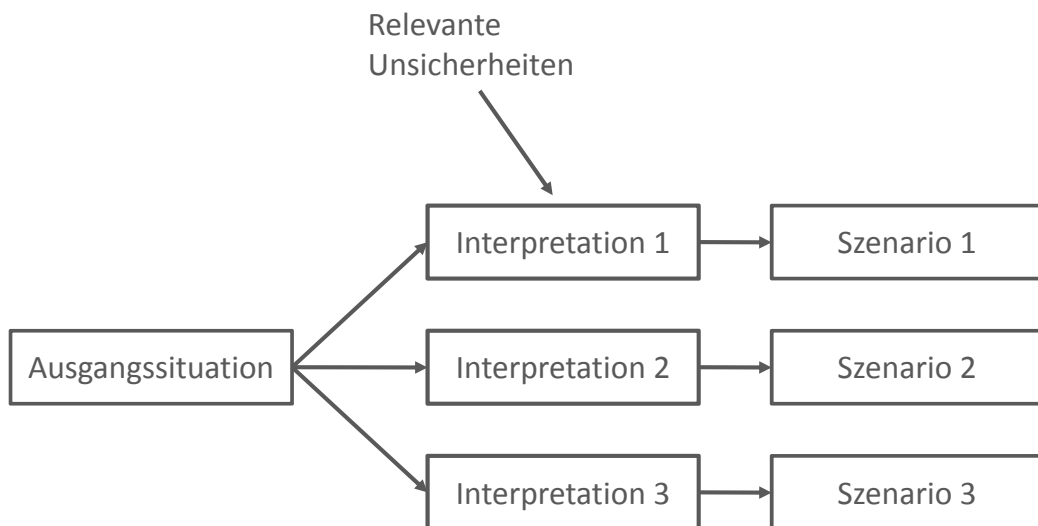 Relevante
Unsicherheiten
Interpretation 1
Szenario 1
Ausgangssituation
Interpretation 2
Szenario 2
Interpretation 3
Szenario 3